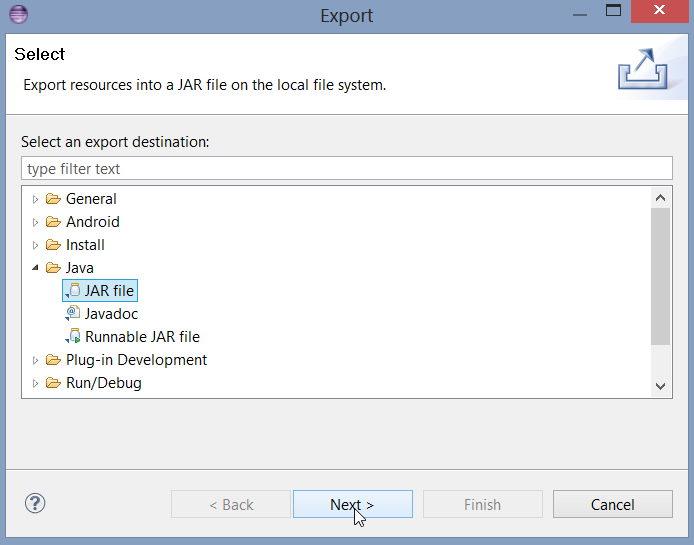 Export
Select
Export resources into a JAR file on the local file system.
Select an export destination:
type filter text
General
Android
Install
Java
JAR file
Javadoc
Runnable JAR file
Plug-in Development
Run/Debug
< Back Next > Finish Cancel